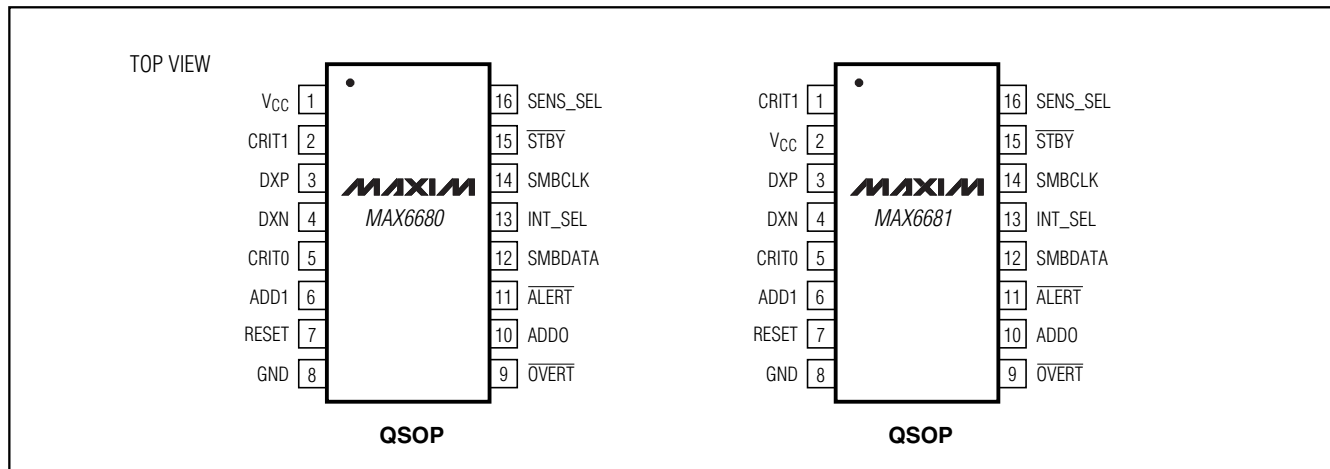 TOP VIEW
VCC 1
CRIT1 2
DXP 3
DXN 4
CRIT0 5
ADD1 6
RESET 7
GND 8
MAXIM
MAX6680
16 SENS_SEL
15 STBY
14 SMBCLK
13 INT_SEL
12 SMBDATA
11 ALERT
10 ADD0
9 OVERT
QSOP
CRIT1 1
VCC 2
DXP 3
DXN 4
CRIT0 5
ADD1 6
RESET 7
GND 8
MAXIM
MAX6681
16 SENS_SEL
15 STBY
14 SMBCLK
13 INT_SEL
12 SMBDATA
11 ALERT
10 ADD0
9 OVERT
QSOP